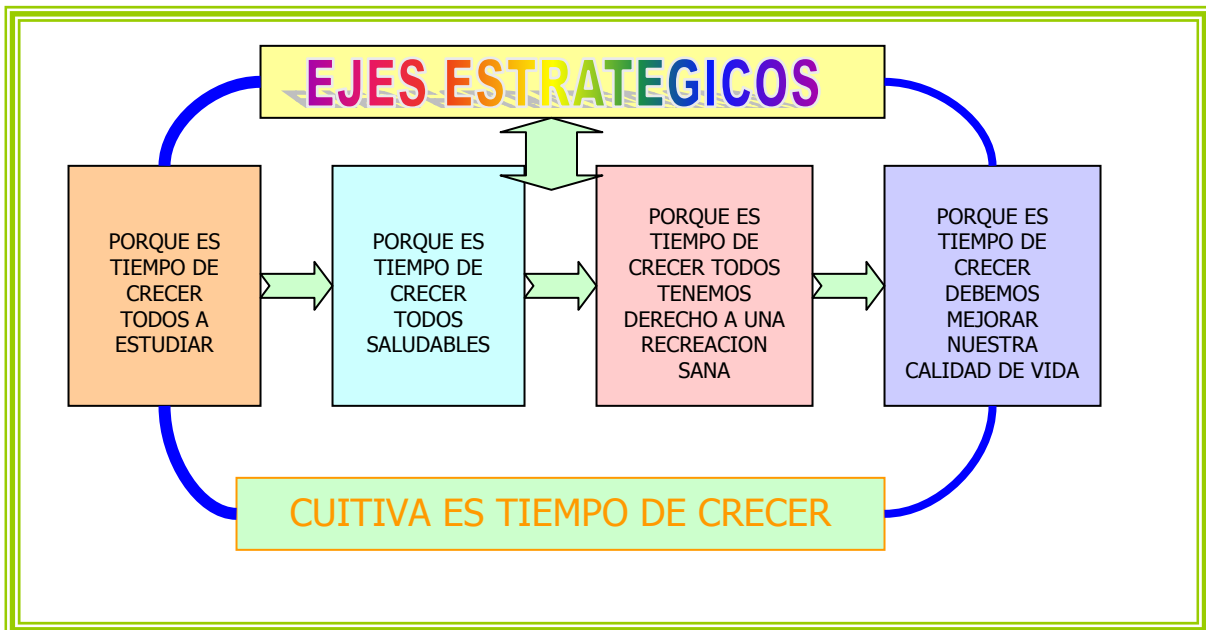 EJES ESTRATEGICOS
PORQUE ES
TIEMPO DE
CRECER
TODOS A
ESTUDIAR
PORQUE ES
TIEMPO DE
CRECER
TODOS
SALUDABLES
PORQUE ES
TIEMPO DE
CRECER TODOS
TENEMOS
DERECHO A UNA
RECREACION
SANA
PORQUE ES
TIEMPO DE
CRECER
DEBEMOS
MEJORAR
NUESTRA
CALIDAD DE VIDA
CUITIVA ES TIEMPO DE CRECER